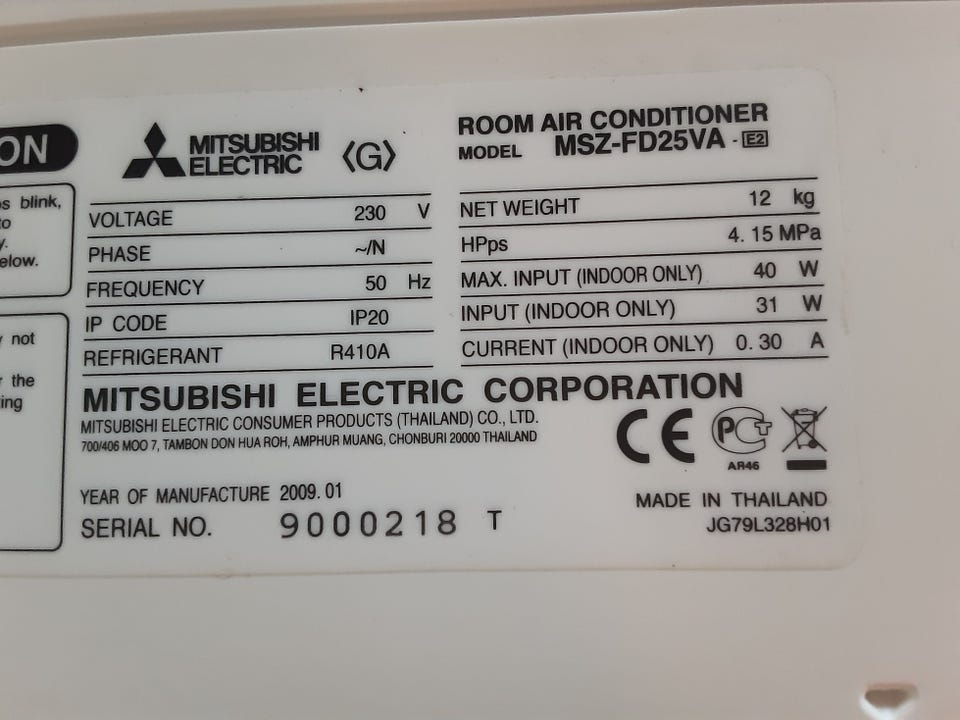 ON
s blink,
to
y.
elow.
not
the
ing
MITSUBISHI
ELECTRIC
〈G〉
ROOM AIR CONDITIONER
MODEL MSZ-FD25VA - E2
VOLTAGE 230 V
PHASE ~/N
FREQUENCY 50 Hz
IP CODE IP20
REFRIGERANT R410A
NET WEIGHT 12 kg
HPps 4. 15 MPa
MAX. INPUT (INDOOR ONLY) 40 W
INPUT (INDOOR ONLY) 31 W
CURRENT (INDOOR ONLY) 0. 30 A
MITSUBISHI ELECTRIC CORPORATION
MITSUBISHI ELECTRIC CONSUMER PRODUCTS (THAILAND) CO., LTD.
700/406 MOO 7, TAMBON DON HUA ROH, AMPHUR MUANG, CHONBURI 20000 THAILAND
CE
AR46
YEAR OF MANUFACTURE 2009. 01
SERIAL NO. 9000218 T
MADE IN THAILAND
JG79L328H01